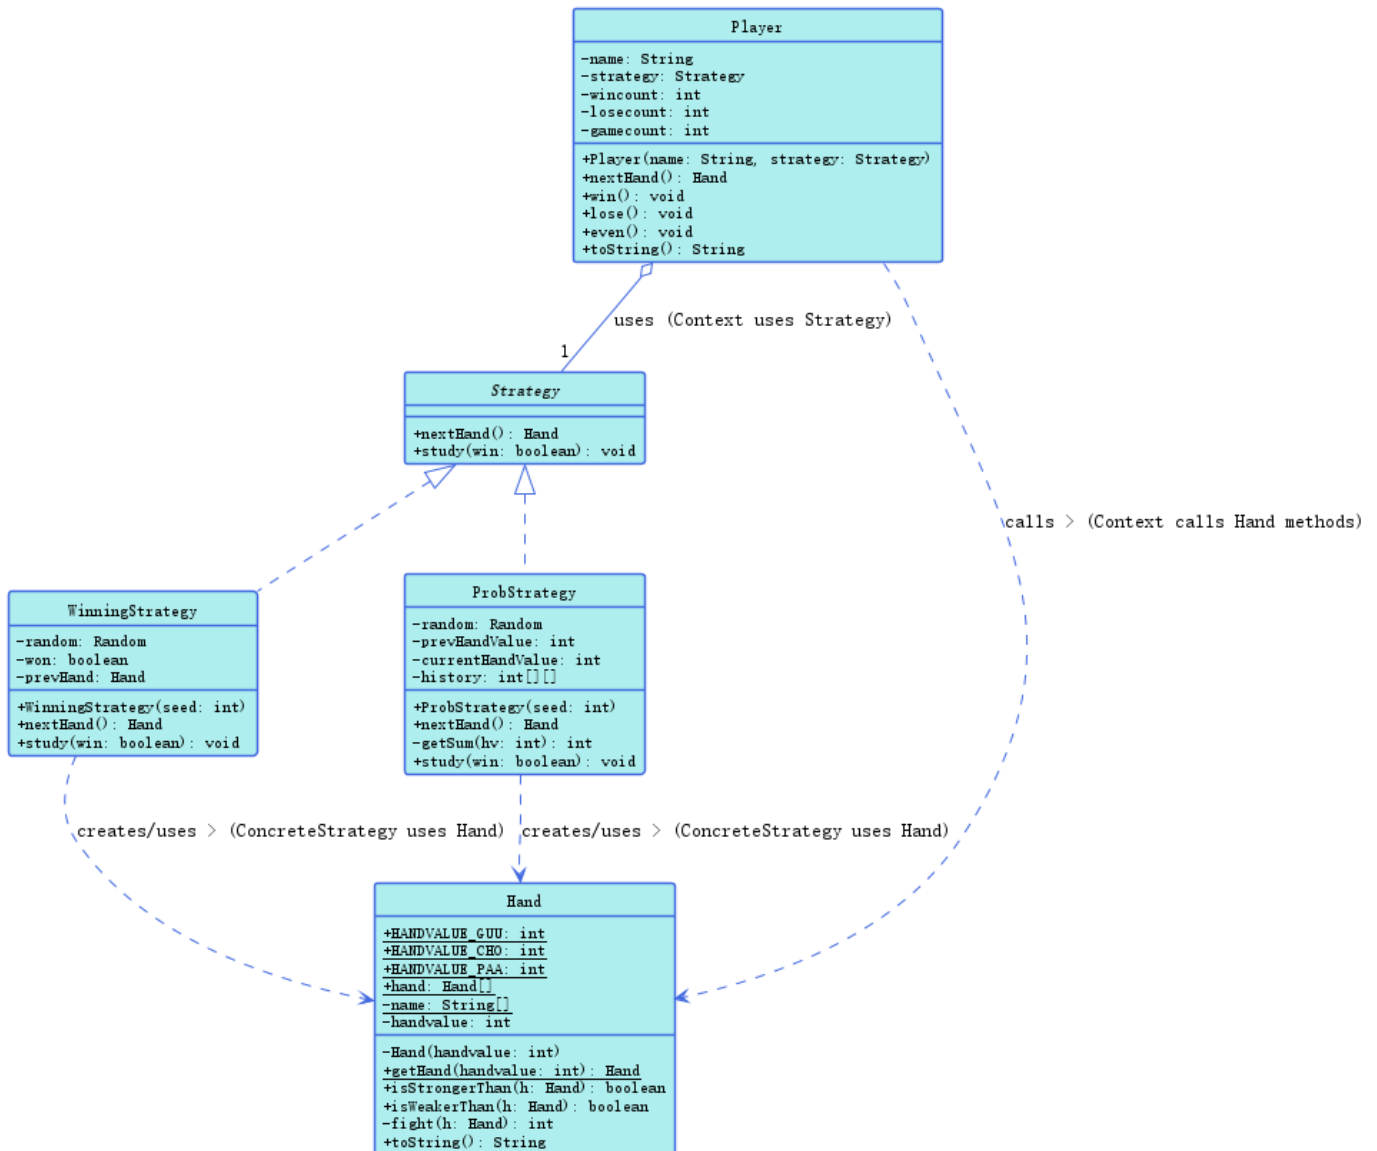 Player
-name: String
-strategy: Strategy
-wincount: int
-losecount: int
-gamecount: int
+Player(name: String, strategy: Strategy)
+nextHand(): Hand
+win(): void
+lose(): void
+even(): void
+toString(): String
uses (Context uses Strategy)
1
Strategy
+nextHand(): Hand
+study(win: boolean): void
calls > (Context calls Hand methods)
WinningStrategy
-random: Random
-won: boolean
-prevHand: Hand
+WinningStrategy(seed: int)
+nextHand(): Hand
+study(win: boolean): void
ProbStrategy
-random: Random
-prevHandValue: int
-currentHandValue: int
-history: int[][]
+ProbStrategy(seed: int)
+nextHand(): Hand
-getSum(hv: int): int
+study(win: boolean): void
creates/uses > (ConcreteStrategy uses Hand)
creates/uses > (ConcreteStrategy uses Hand)
Hand
+HANDVALUE_GUU: int
+HANDVALUE_CHO: int
+HANDVALUE_PAA: int
+hand: Hand[]
-name: String[]
-handvalue: int
-Hand(handvalue: int)
+getHand(handvalue: int): Hand
+isStrongerThan(h: Hand): boolean
+isWeakerThan(h: Hand): boolean
-fight(h: Hand): int
+toString(): String